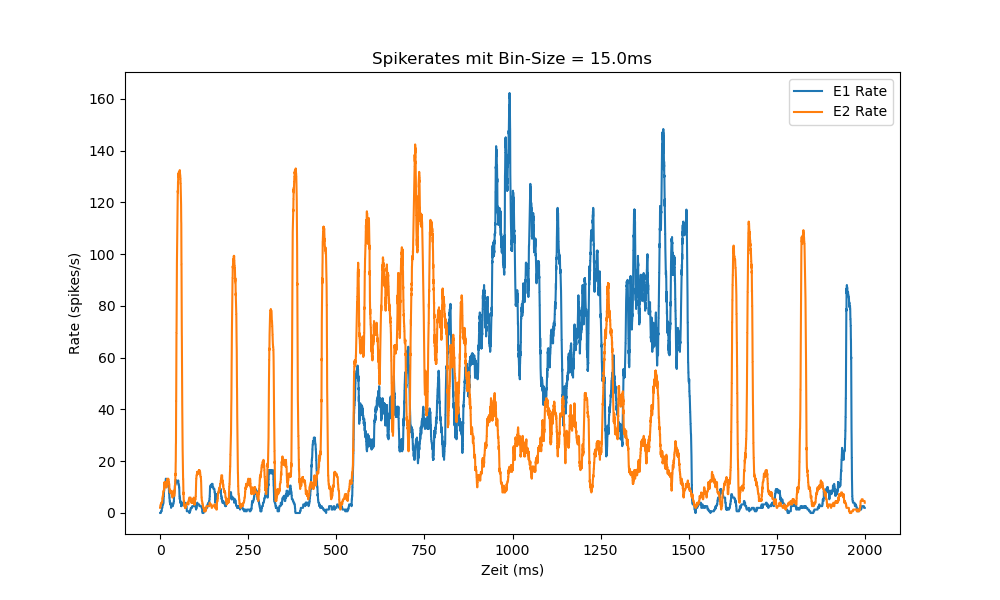 Spikerates mit Bin-Size = 15.0ms
E1 Rate
E2 Rate
Rate (spikes/s)
160
140
120
100
80
60
40
20
0
0 250 500 750 1000 1250 1500 1750 2000
Zeit (ms)